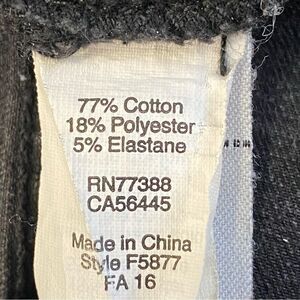 77% Cotton
18% Polyester
5% Elastane
RN77388
CA56445
Made in China
Style F5877
FA 16